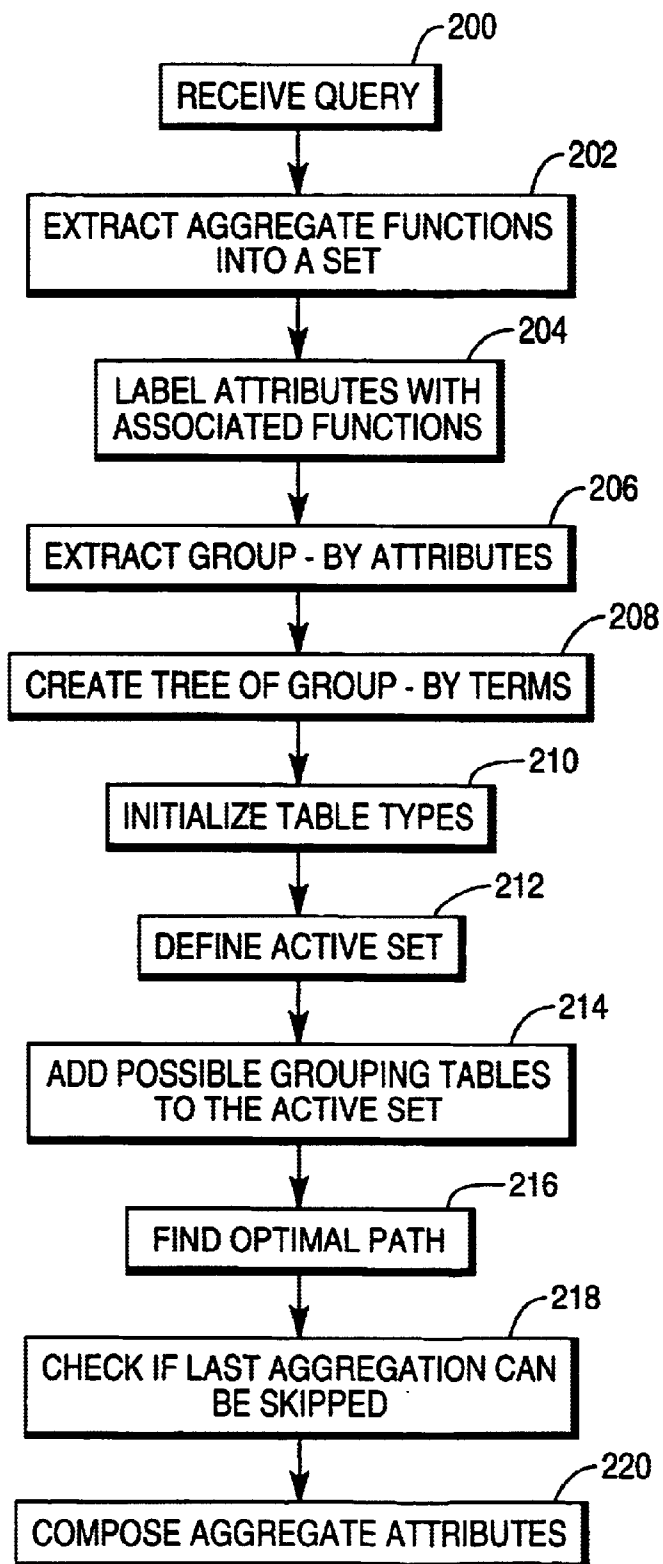 200
RECEIVE QUERY
202
EXTRACT AGGREGATE FUNCTIONS
INTO A SET
204
LABEL ATTRIBUTES WITH
ASSOCIATED FUNCTIONS
206
EXTRACT GROUP - BY ATTRIBUTES
208
CREATE TREE OF GROUP - BY TERMS
210
INITIALIZE TABLE TYPES
212
DEFINE ACTIVE SET
214
ADD POSSIBLE GROUPING TABLES
TO THE ACTIVE SET
216
FIND OPTIMAL PATH
218
CHECK IF LAST AGGREGATION CAN
BE SKIPPED
220
COMPOSE AGGREGATE ATTRIBUTES